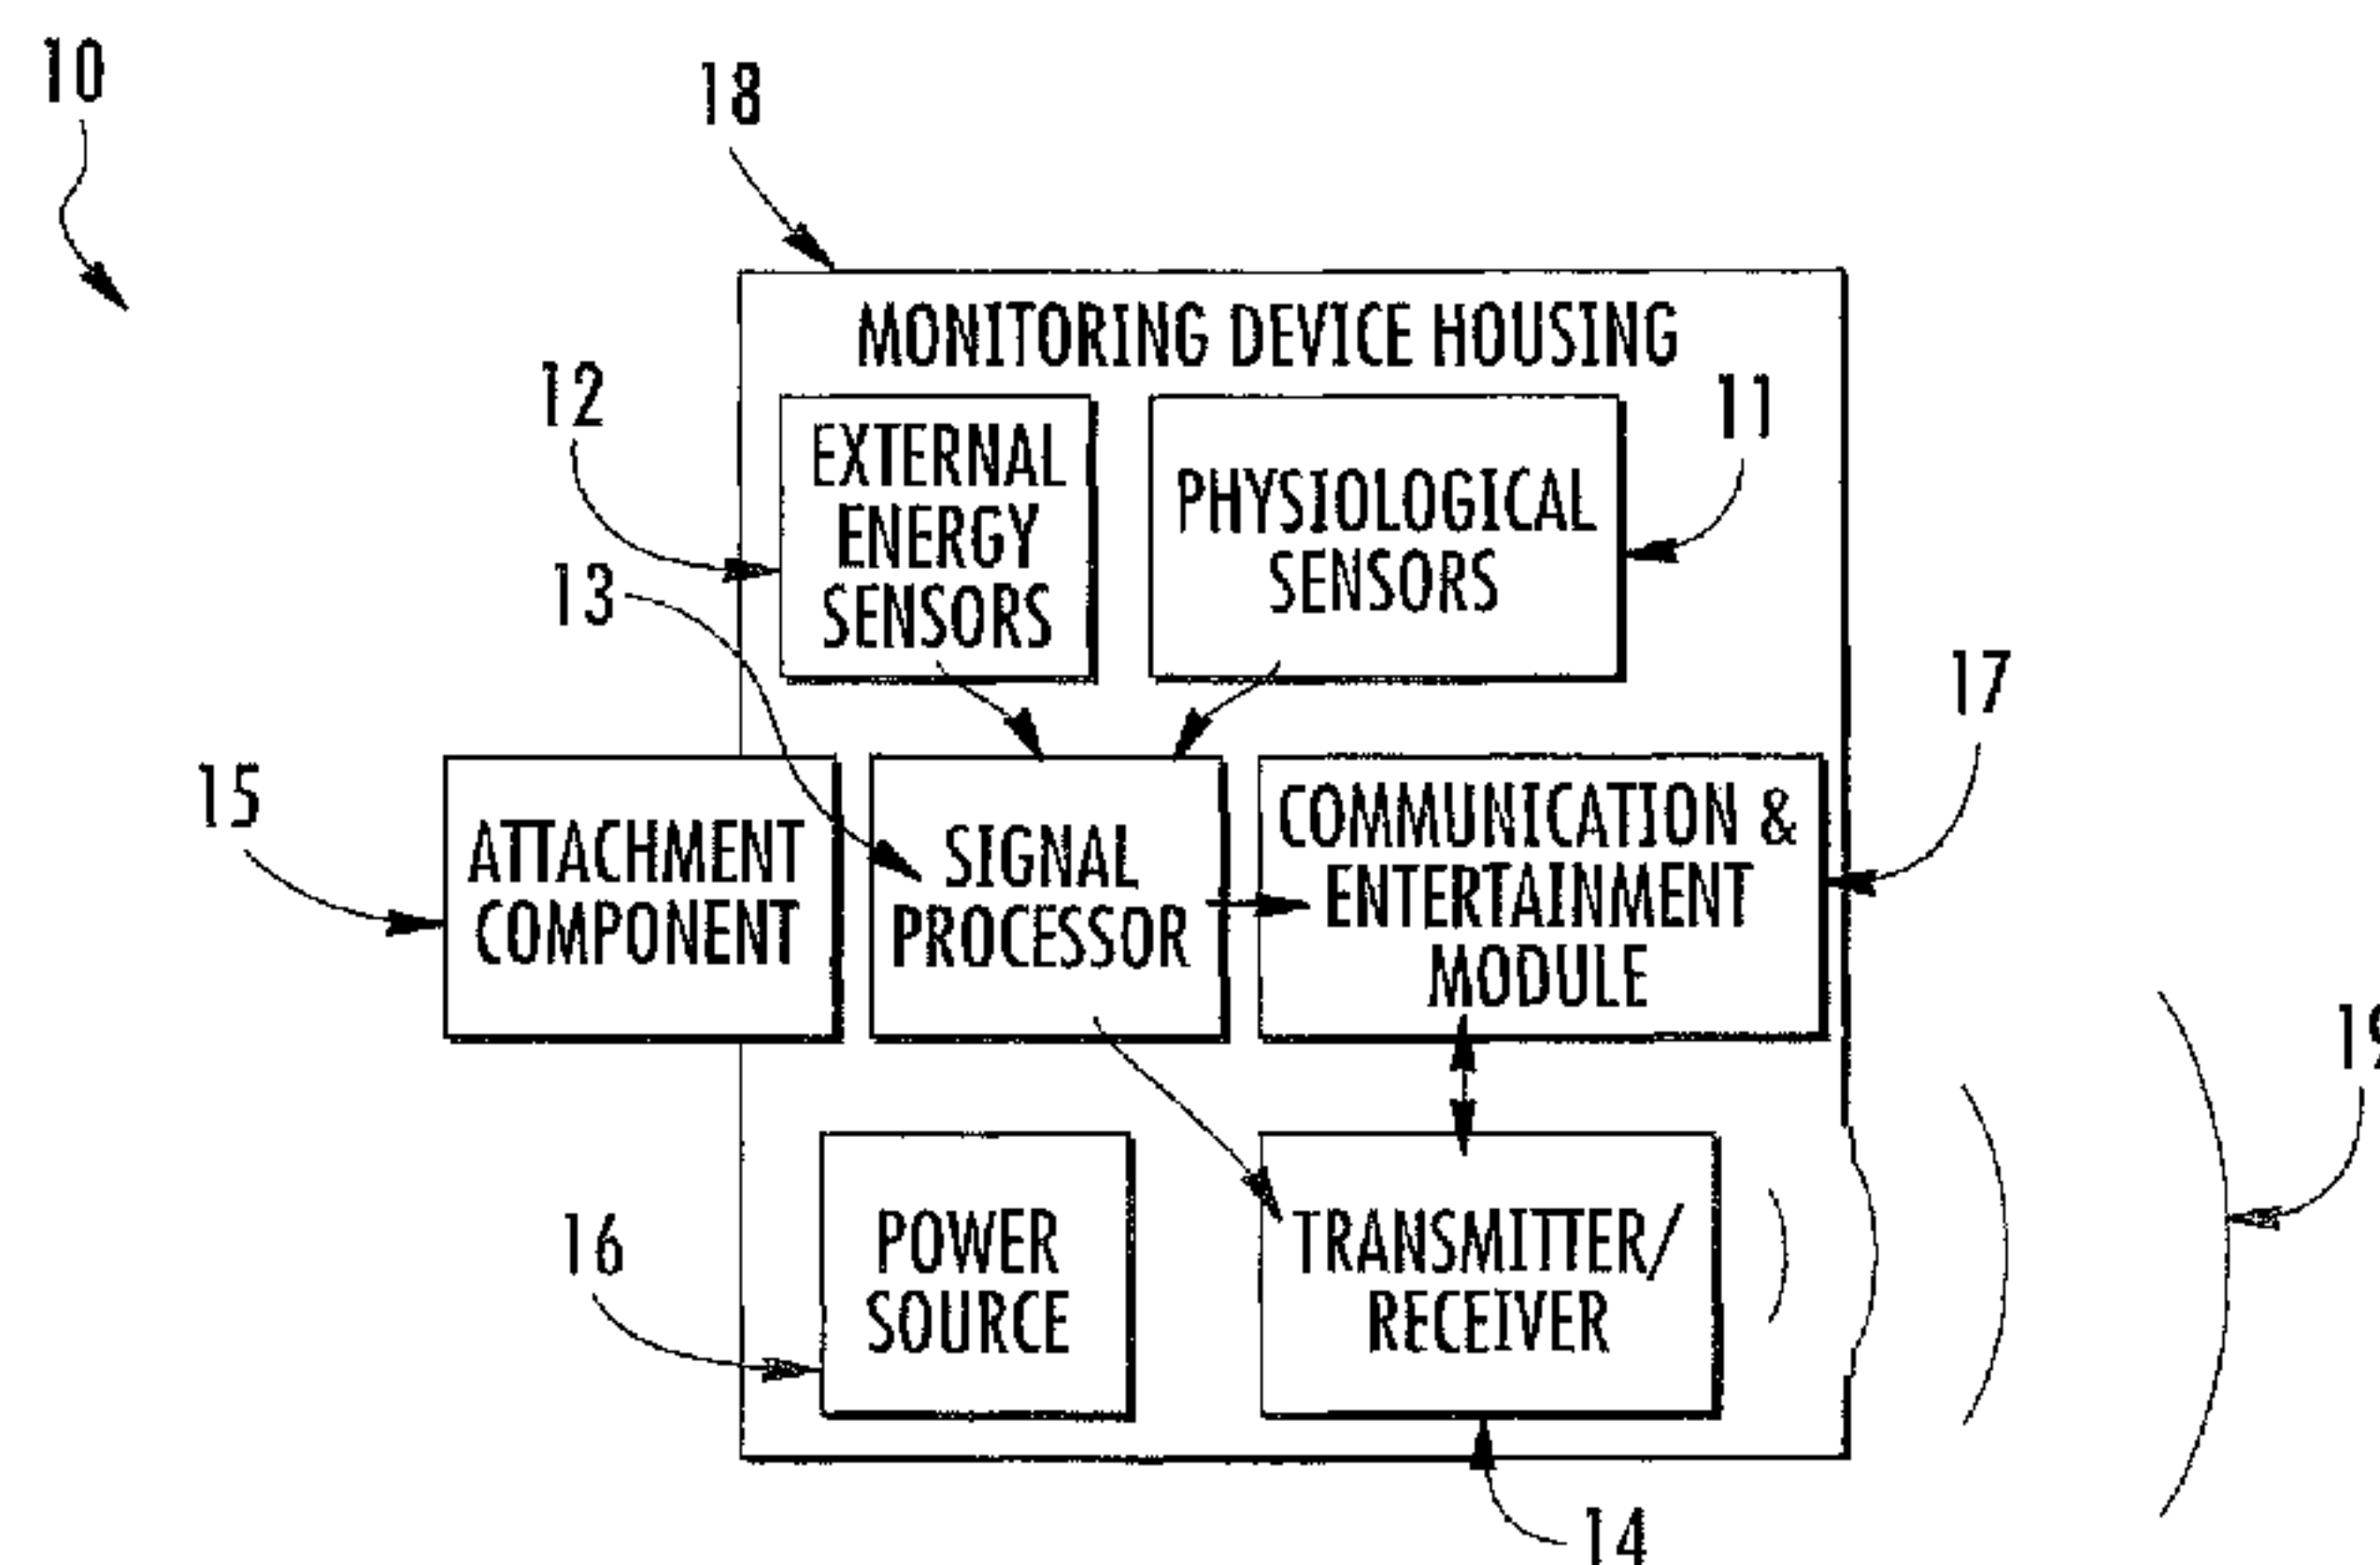 10
18
MONITORING DEVICE HOUSING
12
EXTERNAL
ENERGY
SENSORS
PHYSIOLOGICAL
SENSORS
11
13
17
15
ATTACHMENT
COMPONENT
SIGNAL
PROCESSOR
COMMUNICATION &
ENTERTAINMENT
MODULE
19
16
POWER
SOURCE
TRANSMITTER/
RECEIVER
14